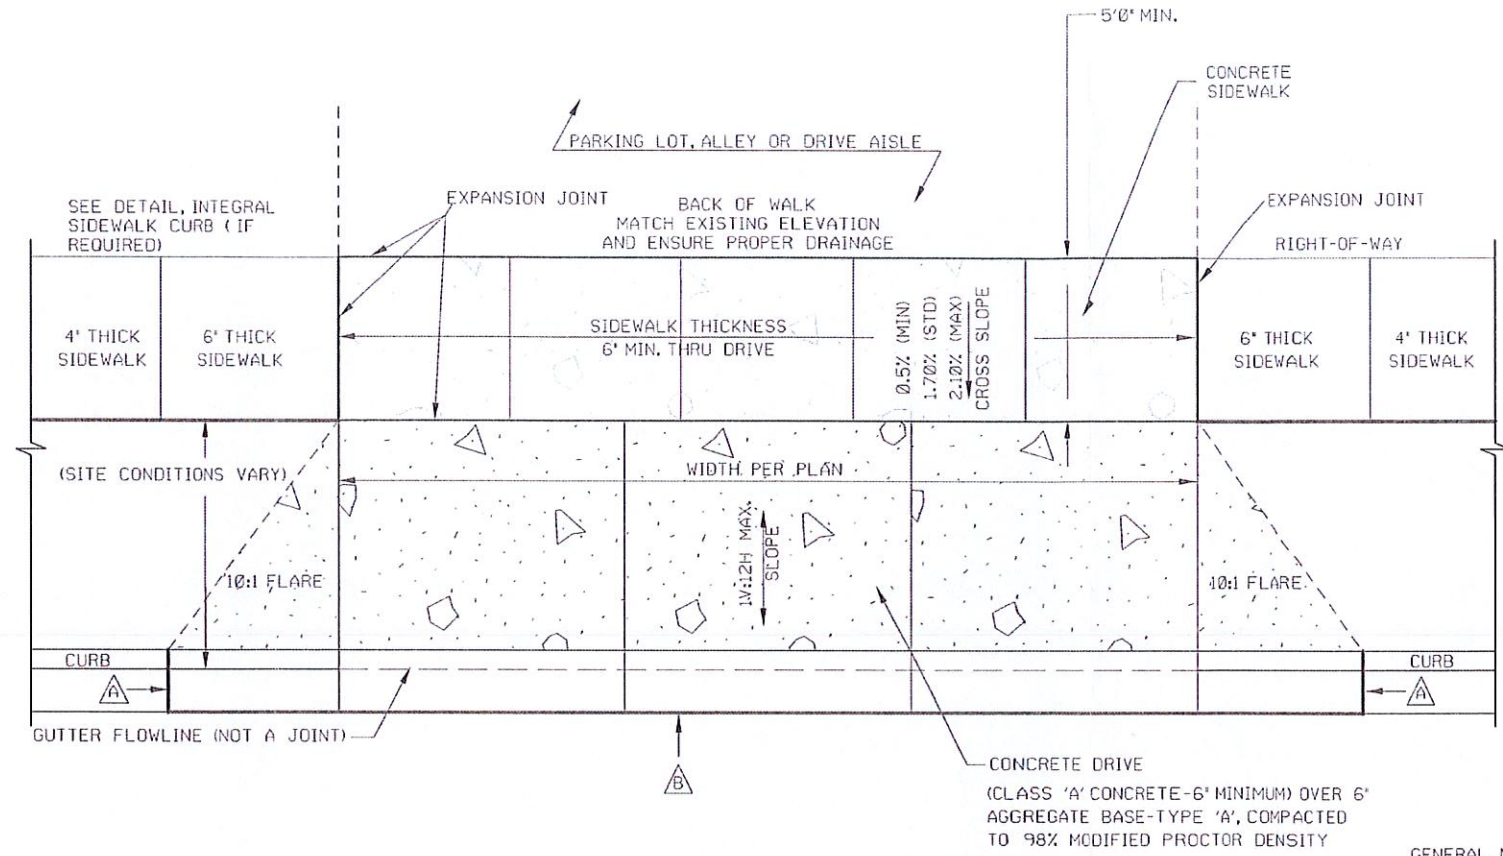 5'0" MIN.
CONCRETE
SIDEWALK
PARKING LOT, ALLEY OR DRIVE AISLE
SEE DETAIL, INTEGRAL
SIDEWALK CURB (IF
REQUIRED)
EXPANSION JOINT
BACK OF WALK
MATCH EXISTING ELEVATION
AND ENSURE PROPER DRAINAGE
EXPANSION JOINT
RIGHT-OF-WAY
4" THICK
SIDEWALK
6" THICK
SIDEWALK
SIDEWALK THICKNESS
6" MIN. THRU DRIVE
0.5% (MIN)
1.70% (STD)
2.10% (MAX)
CROSS SLOPE
6" THICK
SIDEWALK
4" THICK
SIDEWALK
(SITE CONDITIONS VARY)
WIDTH PER PLAN
1V:12H MAX.
SLOPE
10:1 FLARE
10:1 FLARE
CURB
CURB
A
A
GUTTER FLOWLINE (NOT A JOINT)
B
CONCRETE DRIVE
(CLASS 'A' CONCRETE-6" MINIMUM) OVER 6"
AGGREGATE BASE-TYPE 'A', COMPACTED
TO 98% MODIFIED PROCTOR DENSITY